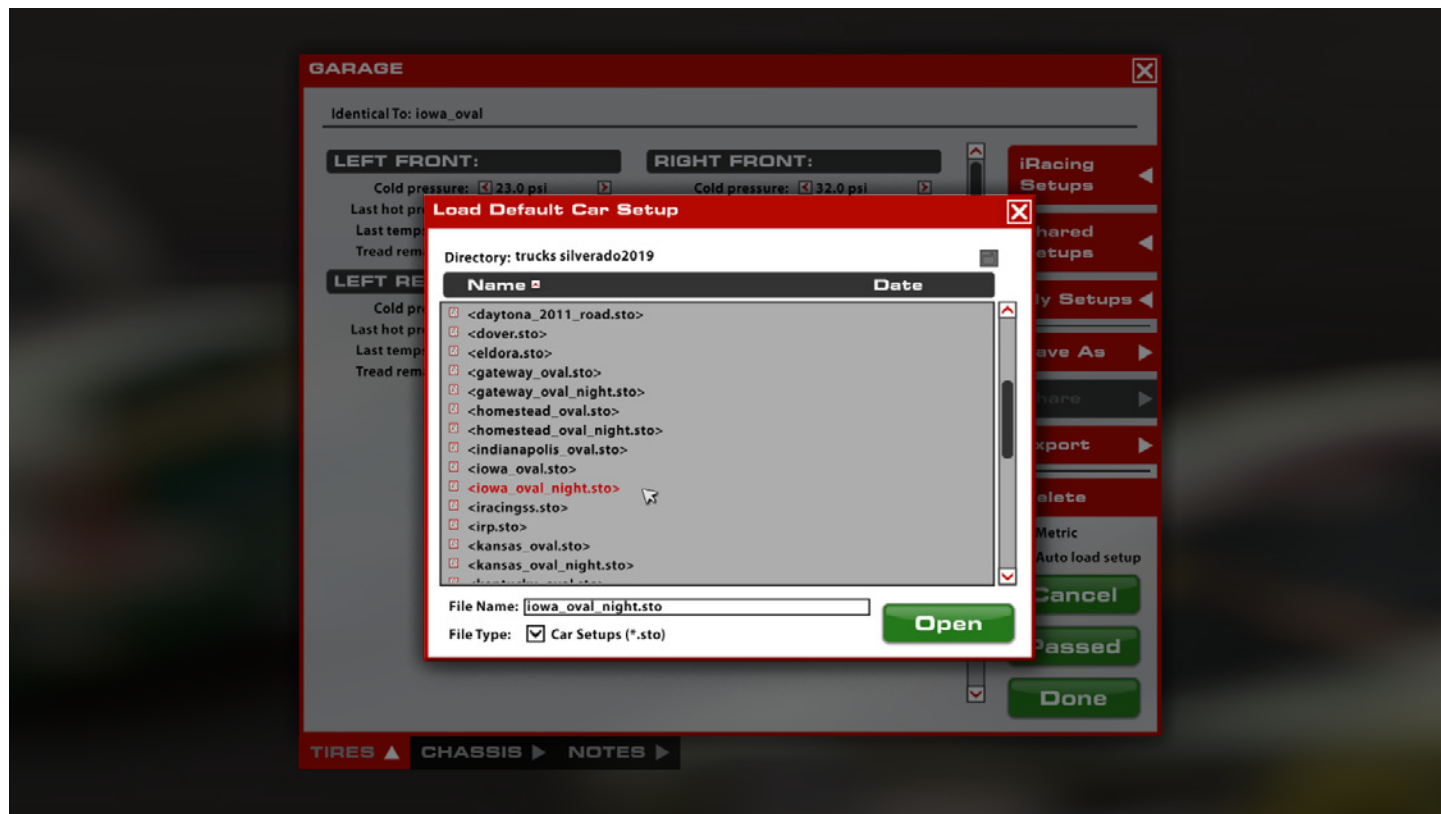 GARAGE
Identical To: iowa_oval
LEFT FRONT:
Cold pressure: 23.0 psi
Last hot
Last temp
Tread rem
LEFT RE
Cold
Last hot
Last temp
Tread rem
RIGHT FRONT:
Cold pressure: 32.0 psi
Load Default Car Setup
Directory: trucks silverado2019
Name Date
<daytona_2011_road.sto>
<dover.sto>
<eldora.sto>
<gateway_oval.sto>
<gateway_oval_night.sto>
<homestead_oval.sto>
<homestead_oval_night.sto>
<indianapolis_oval.sto>
<iowa_oval.sto>
<iowa_oval_night.sto>
<iracingss.sto>
<irp.sto>
<kansas_oval.sto>
<kansas_oval_night.sto>
File Name: iowa_oval_night.sto
File Type: Car Setups (*.sto)
Open
iRacing
Setups
hared
etups
y Setups
ave As
hare
xport
elete
Metric
Auto load setup
Cancel
Passed
Done
TIRES CHASSIS NOTES